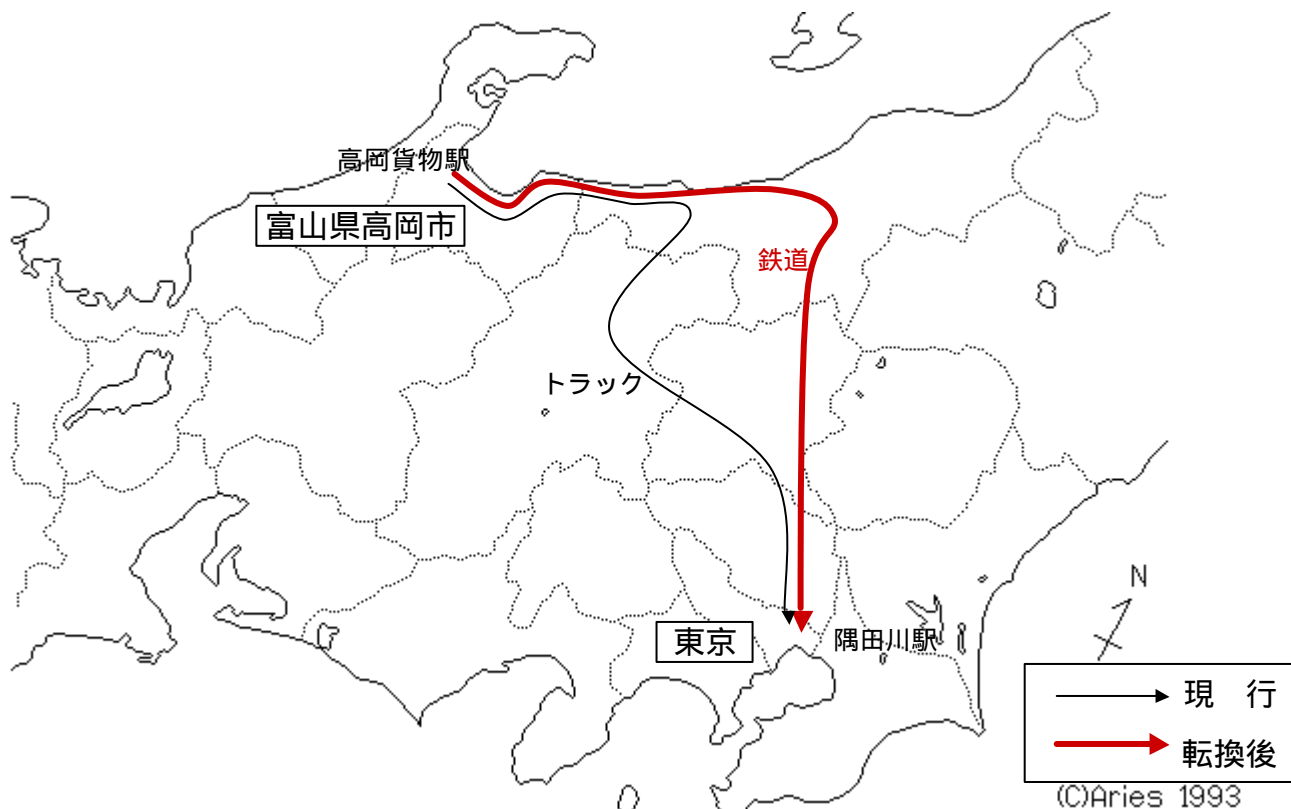 高岡貨物駅
富山県高岡市
鉄道
トラック
N
東京
隅田川駅
現 行
転換後
(C)Aries 1993